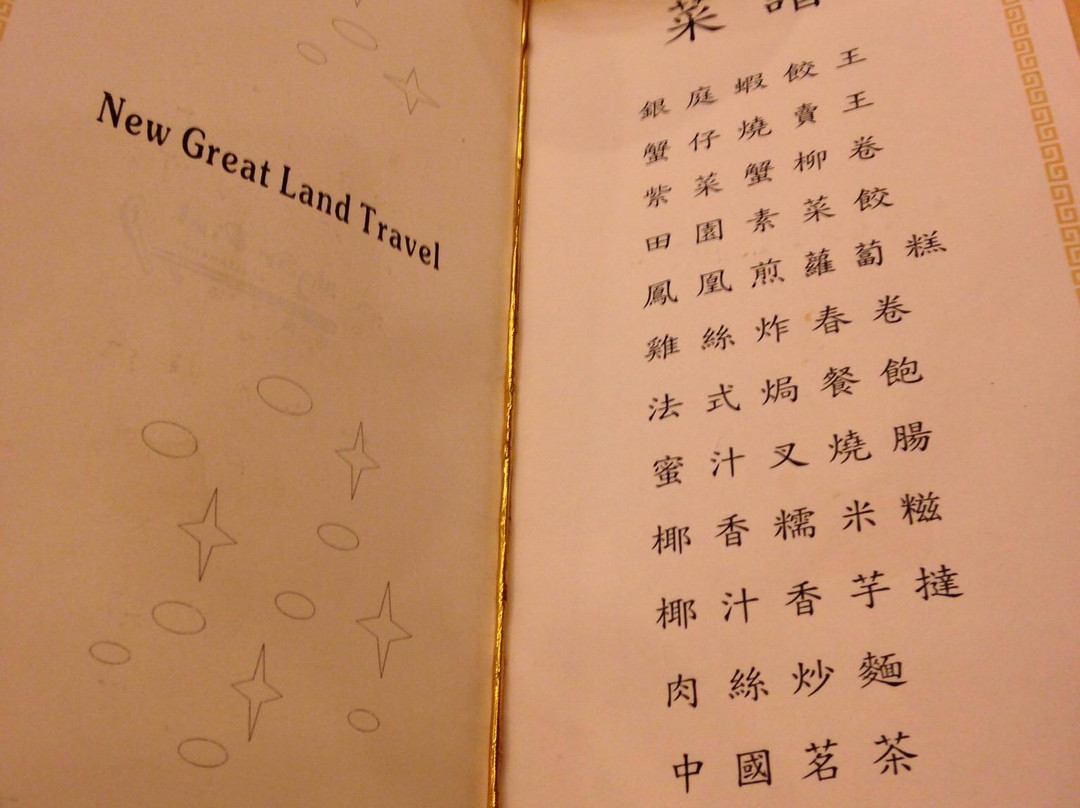 New Great Land Travel
菜譜
銀庭蝦餃王
蟹仔燒賣王
紫菜蟹柳卷
田園素菜餃
鳳凰煎蘿蔔糕
雞絲炸春卷
法式焗餐飽
蜜汁叉燒腸
椰香糯米糍
椰汁香芋撻
肉絲炒麵
中國茗茶